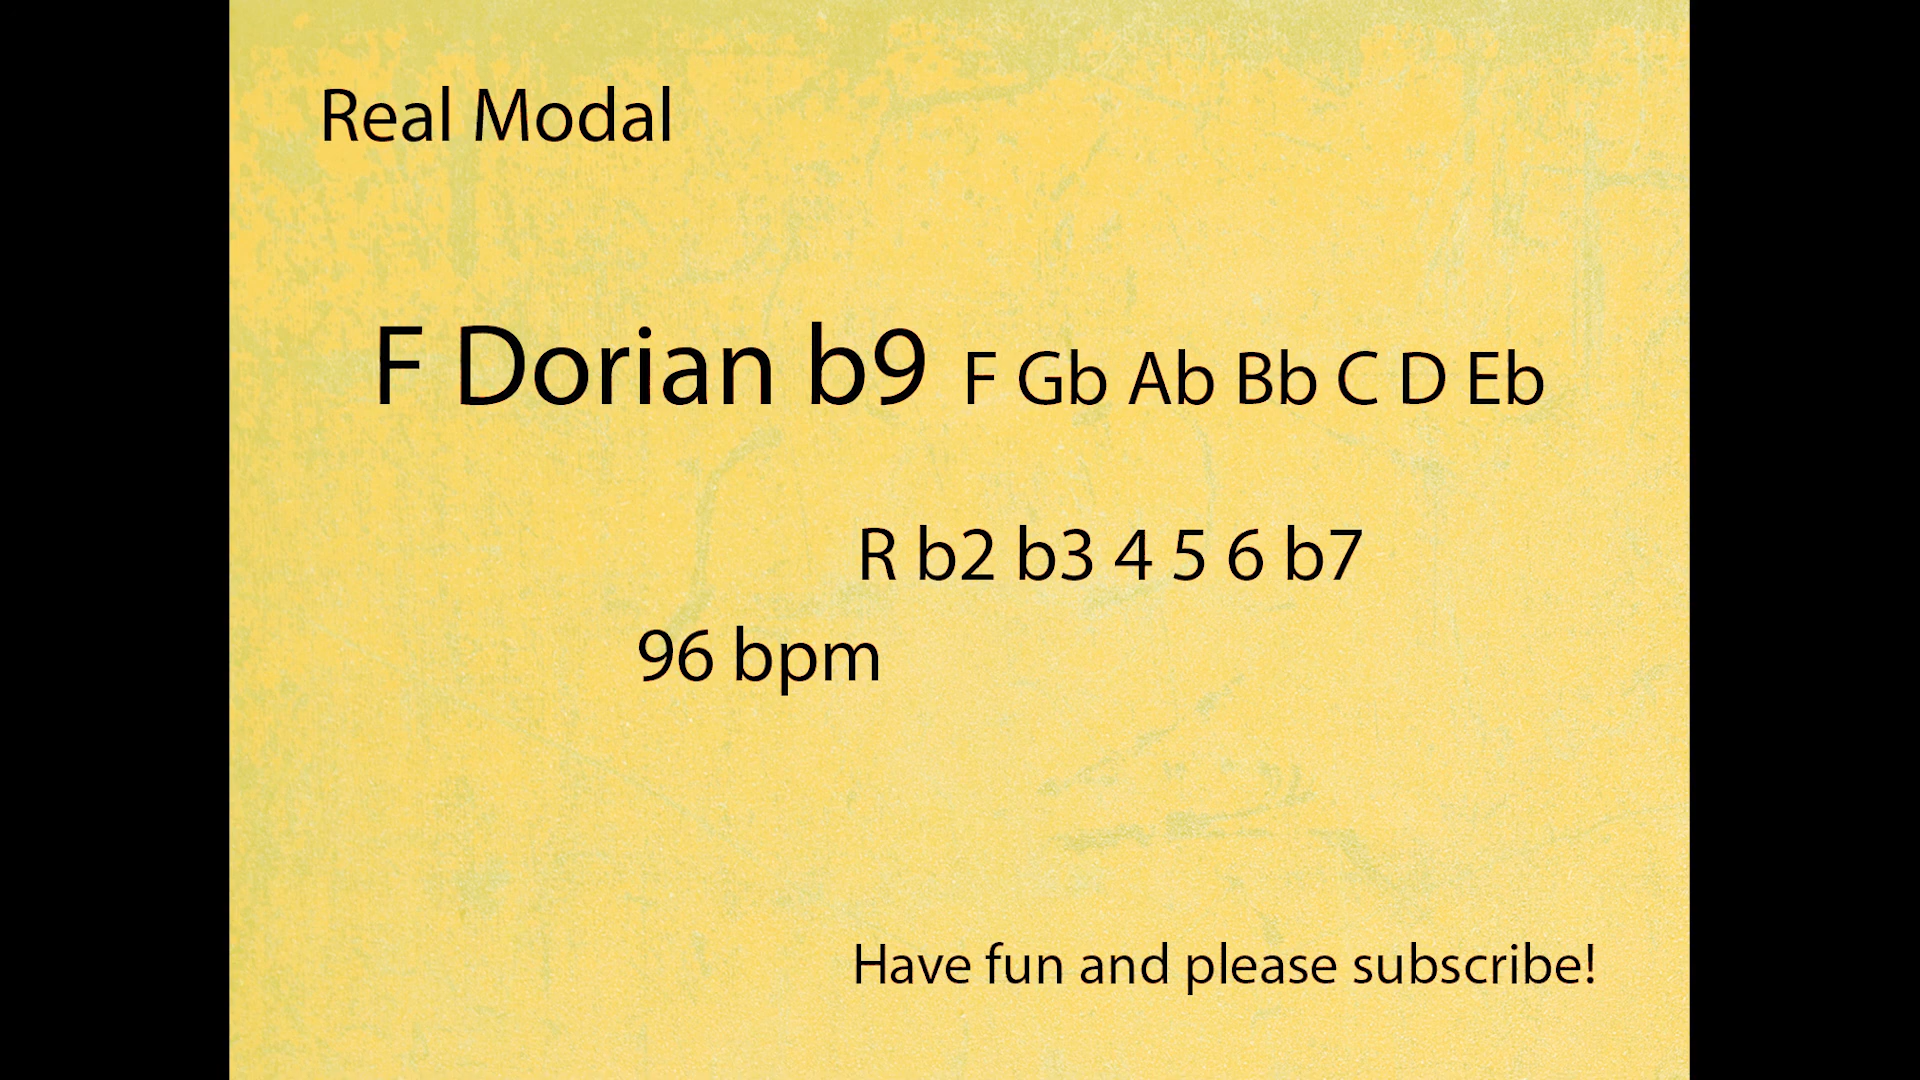 Real Modal
F Dorian b9 F Gb Ab Bb C D Eb
R b2 b3 4 5 6 b7
96 bpm
Have fun and please subscribe!